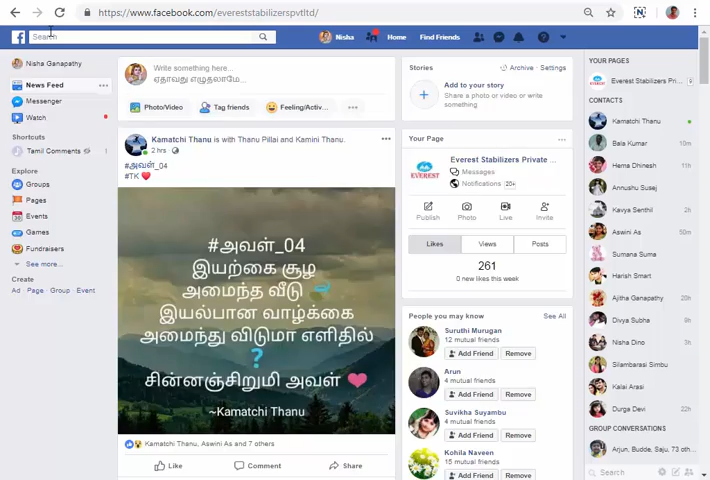 https://www.facebook.com/evereststabilizerspvtltd/
Search
Nisha
Home
Find Friends
Nisha Ganapathy
News Feed
Messenger
Watch
Shortcuts
Tamil Comments
1
Explore
Groups
Pages
Events
Games
Fundraisers
See more...
Create
Ad · Page · Group · Event
Write something here...
ஏதாவது எழுதலாமே...
Photo/Video
Tag friends
Feeling/Activ...
Kamatchi Thanu is with Thanu Pillai and Kamini Thanu.
2 hrs ·
#அவள்_04
#TK
#அவள்_04
இயற்கை சூழ
அமைந்த வீடு
இயல்பான வாழ்க்கை
அமைந்து விடுமா எளிதில்
?
சின்னஞ்சிறுமி அவள்
~Kamatchi Thanu
Kamatchi Thanu, Aswini As and 7 others
Like
Comment
Share
Stories
Archive · Settings
Add to your story
Share a photo or video or write
something
Your Page
EVEREST
Everest Stabilizers Private ...
Messages
Notifications 20+
Publish
Photo
Live
Invite
Likes
Views
Posts
261
0 new likes this week
People you may know
See All
Suruthi Murugan
12 mutual friends
Add Friend
Remove
Arun
4 mutual friends
Add Friend
Remove
Suvikha Suyambu
4 mutual friends
Add Friend
Remove
Kohila Naveen
15 mutual friends
Add Friend
Remove
YOUR PAGES
Everest Stabilizers Pri...
CONTACTS
Kamatchi Thanu
Bala Kumar 10m
Hema Dhinesh 11m
Annushu Susej
Kavya Senthil 2h
Aswini As 50m
Sumana Suma
Harish Smart
Ajitha Ganapathy 20h
Divya Subha 9h
Nisha Dino
Silambarasi Simbu
Kalai Arasi
Durga Devi 22h
GROUP CONVERSATIONS
Arjun, Budde, Saju, 73 oth...
Search